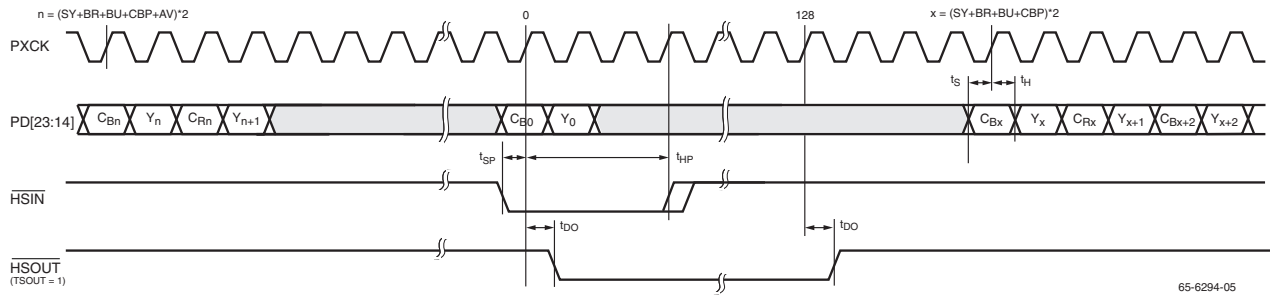 n = (SY+BR+BU+CBP+AV)*2 0 128 x = (SY+BR+BU+CBP)*2
PXCK
tS tH
PD[23:14] CBn Yn CRn Yn+1 CB0 Y0 CBx Yx CRx Yx+1 CBx+2 Yx+2
tSP tHP
HSIN
tDO tDO
HSOUT
(TSOUT = 1)
65-6294-05